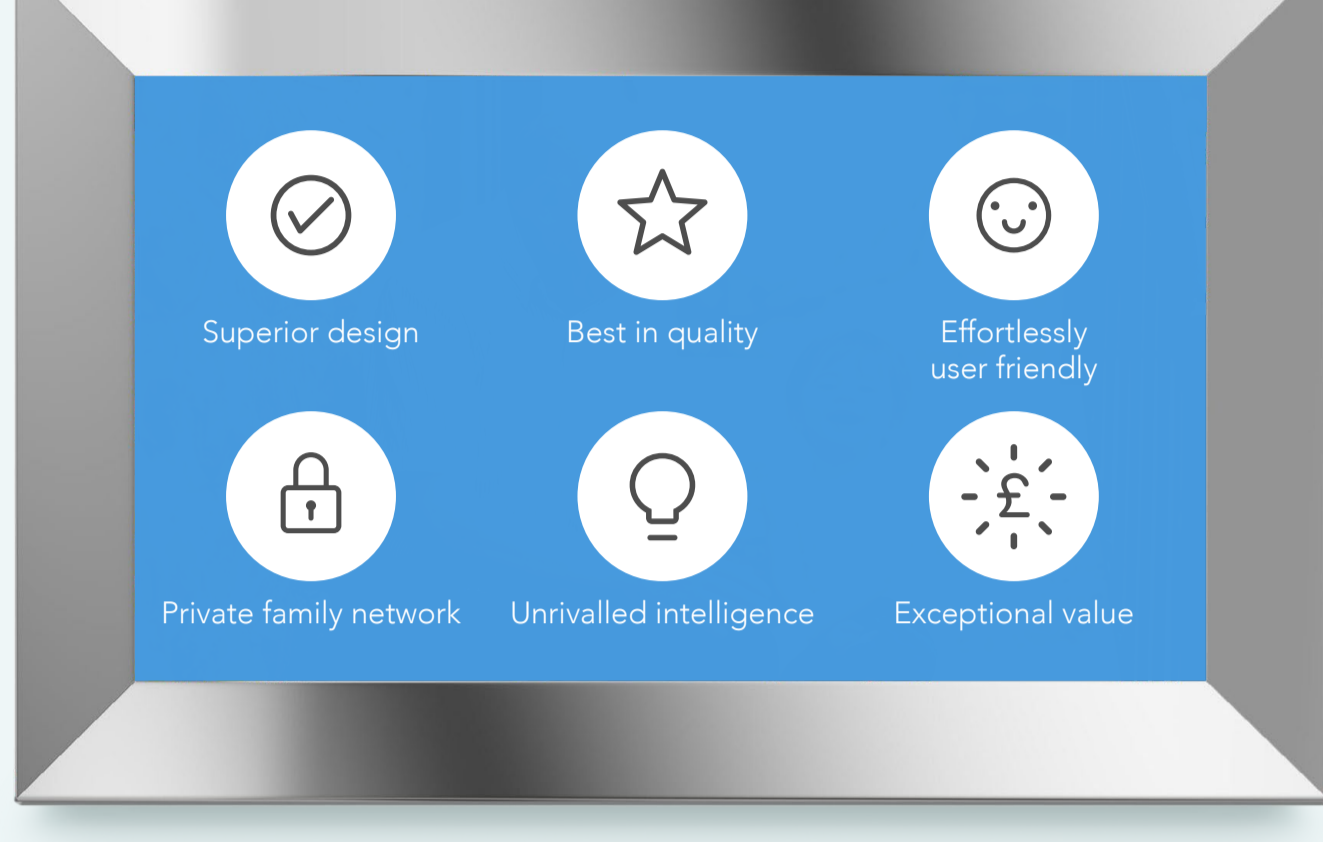 Superior design
Best in quality
Effortlessly
user friendly
£
Private family network
Unrivalled intelligence
Exceptional value